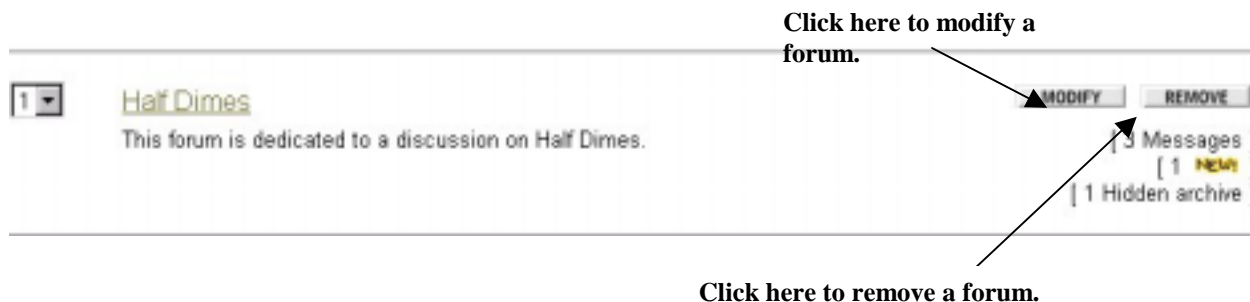 Click here to modify a
forum.
1 Half Dimes MODIFY REMOVE
This forum is dedicated to a discussion on Half Dimes. [ 3 Messages
[ 1 NEW!
[ 1 Hidden archive
Click here to remove a forum.